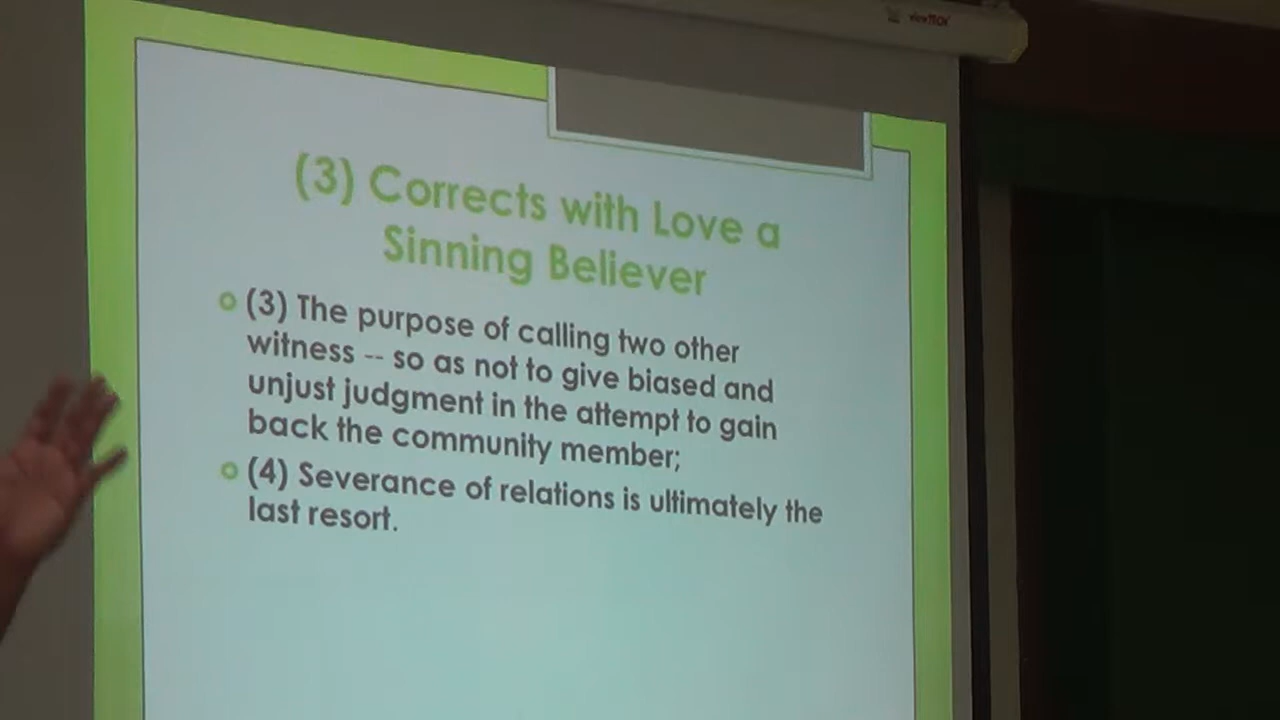 viewmax
(3) Corrects with Love a
Sinning Believer
(3) The purpose of calling two other
witness -- so as not to give biased and
unjust judgment in the attempt to gain
back the community member;
(4) Severance of relations is ultimately the
last resort.